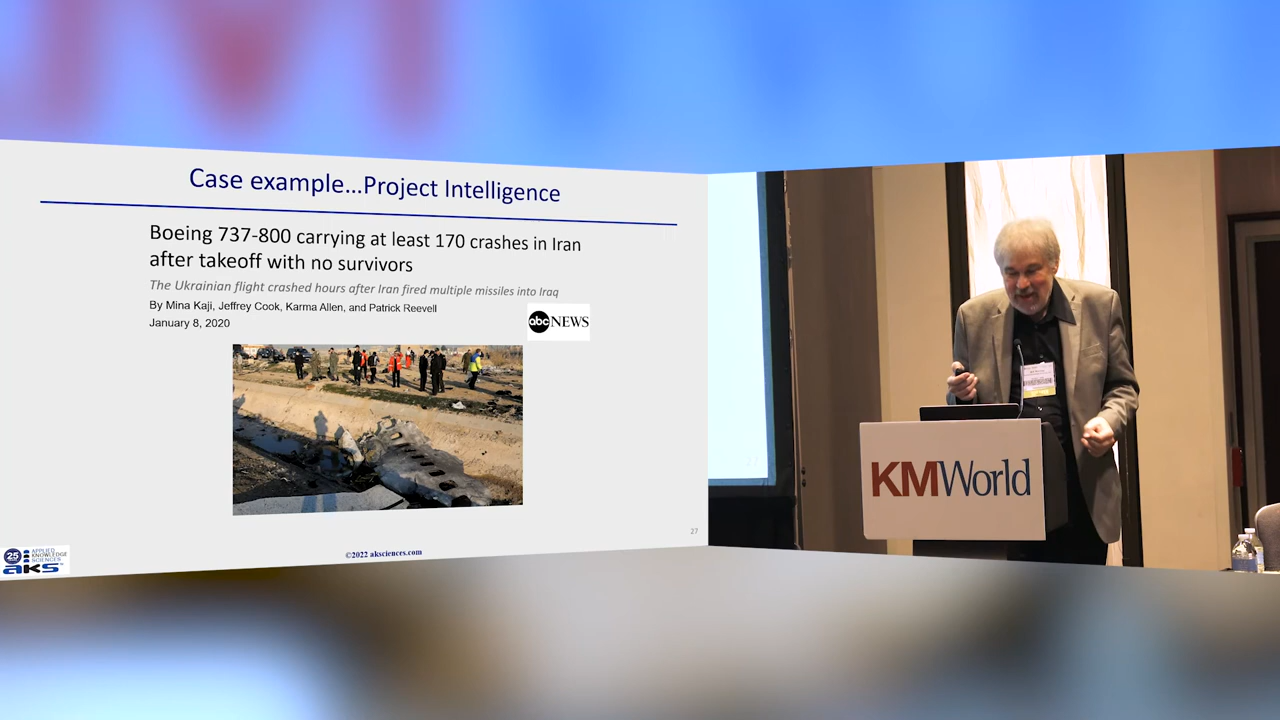 Case example...Project Intelligence
Boeing 737-800 carrying at least 170 crashes in Iran
after takeoff with no survivors
The Ukrainian flight crashed hours after Iran fired multiple missiles into Iraq
By Mina Kaji, Jeffrey Cook, Karma Allen, and Patrick Reevell
January 8, 2020
abc NEWS
27
25
APPLIED
KNOWLEDGE
SCIENCES
aks
©2022 aksciences.com
KMWorld